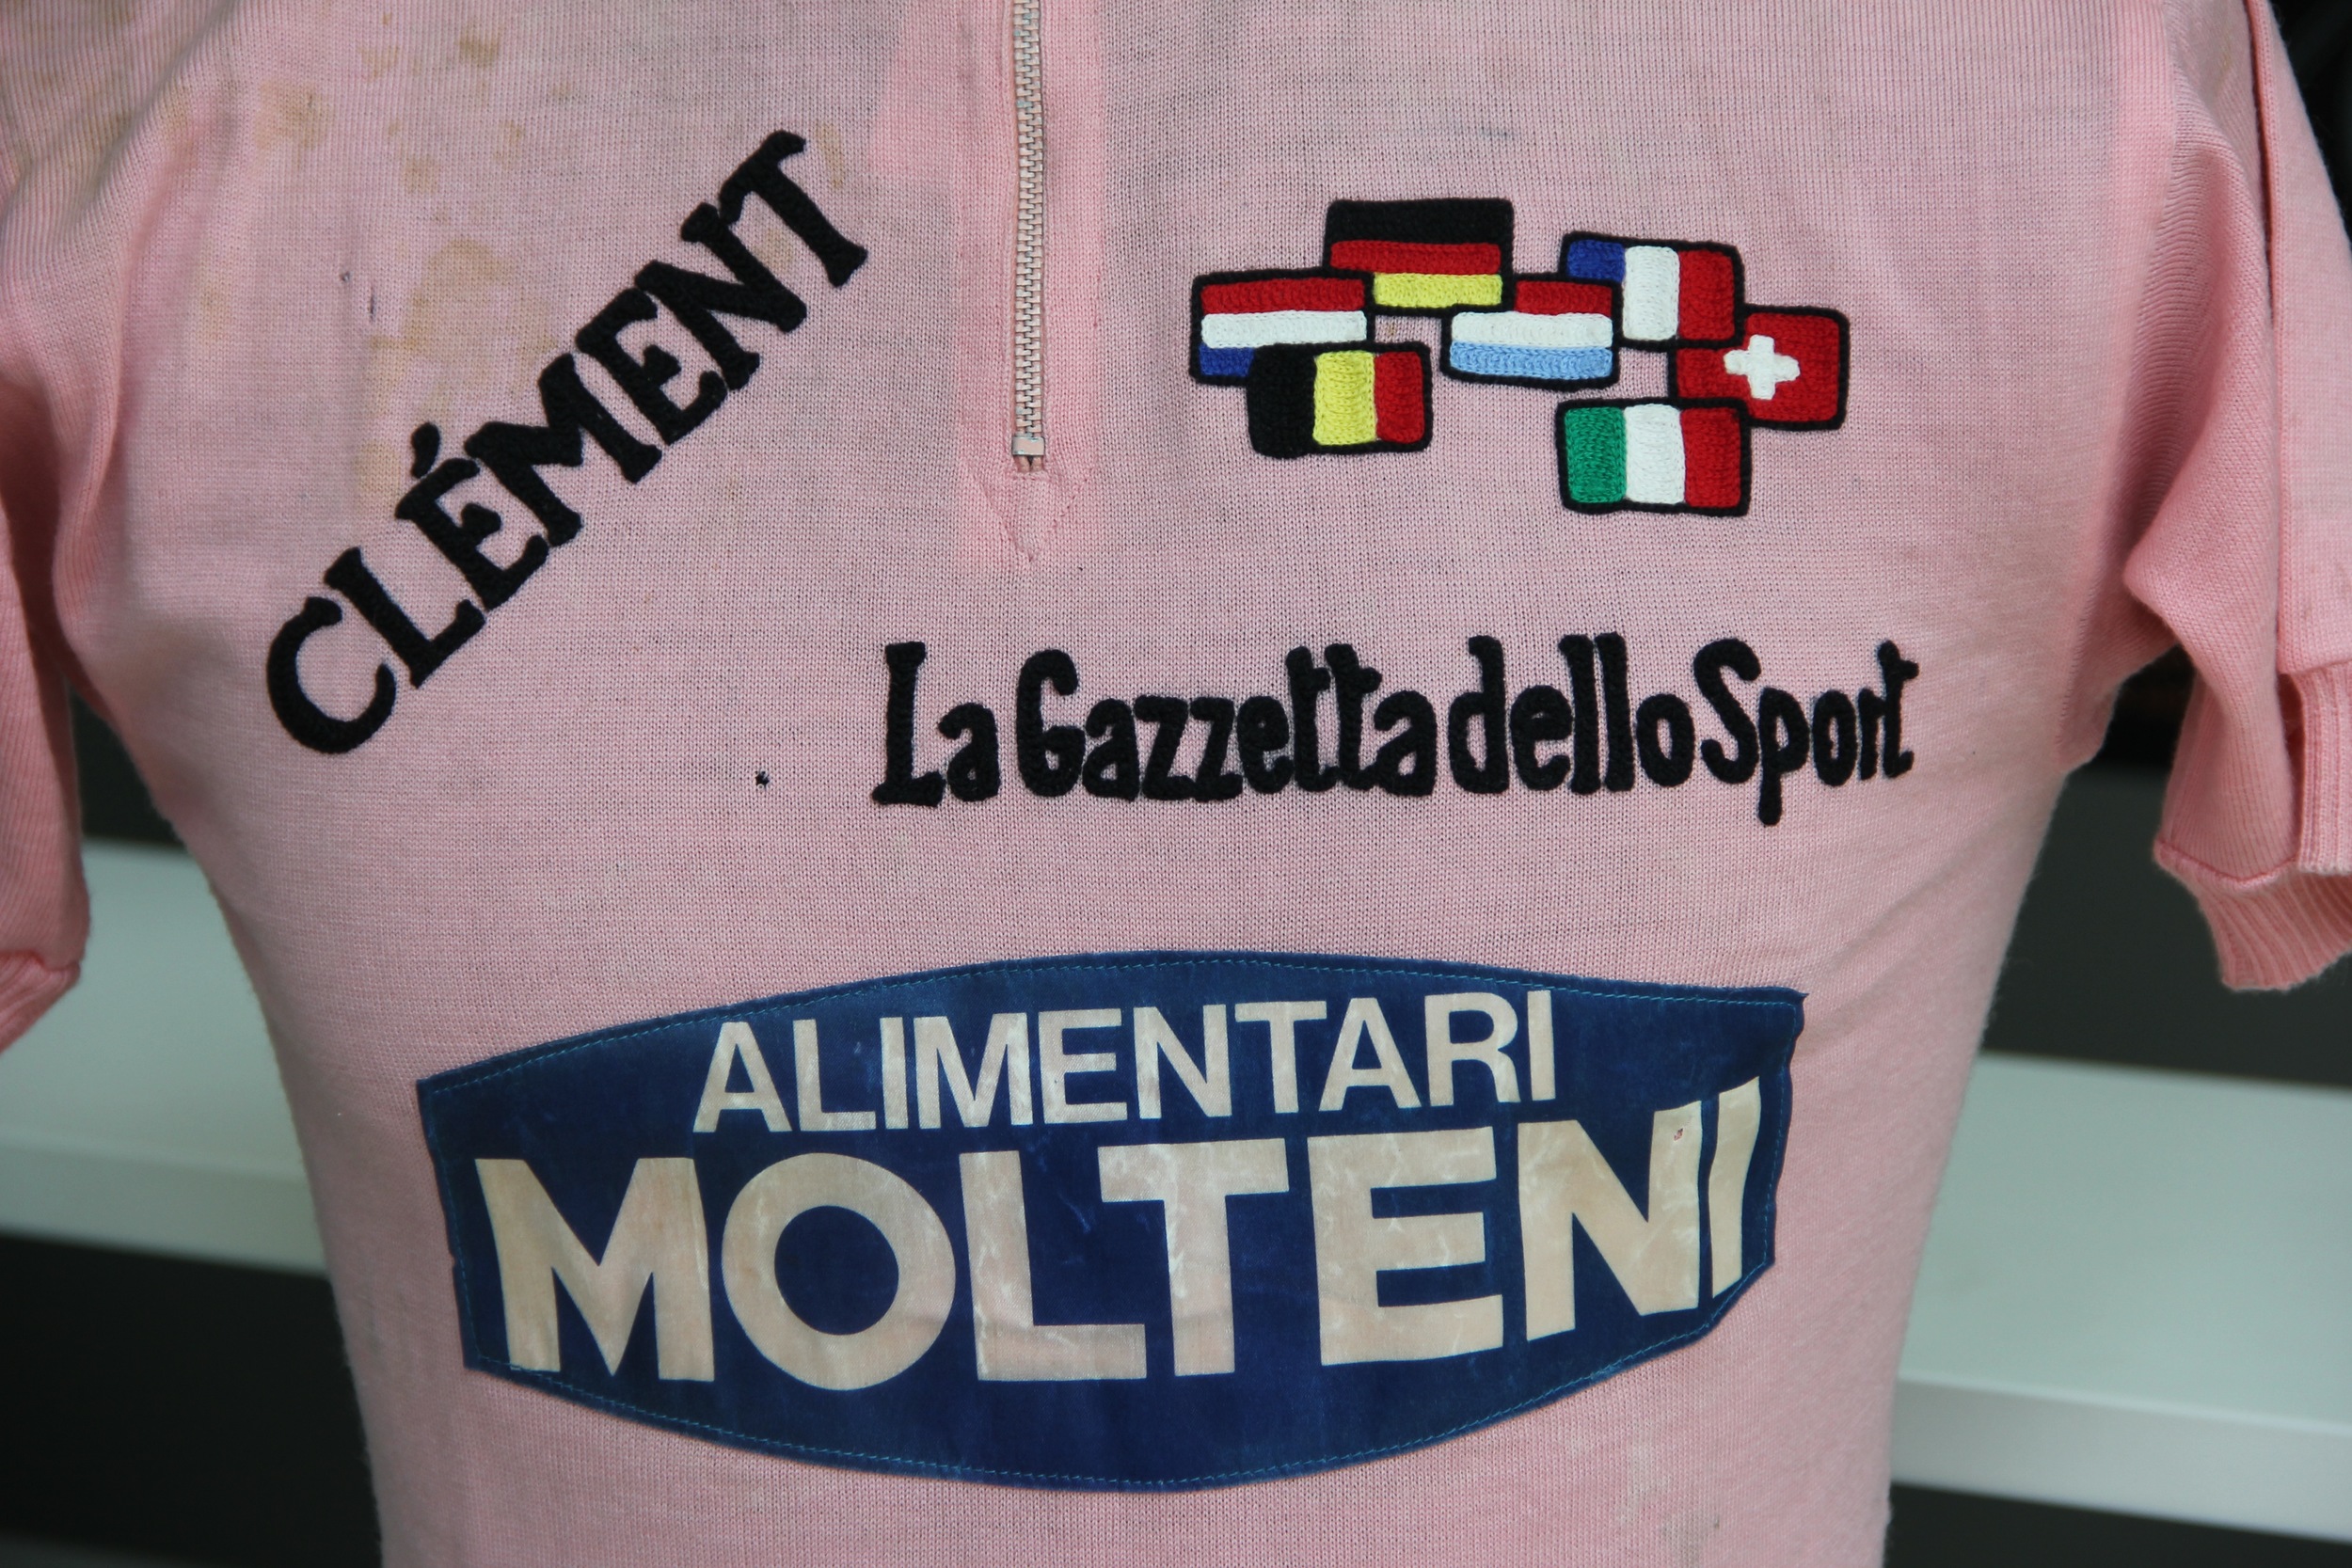 CLÉMENT
La Gazzetta dello Sport
ALIMENTARI
MOLTENI